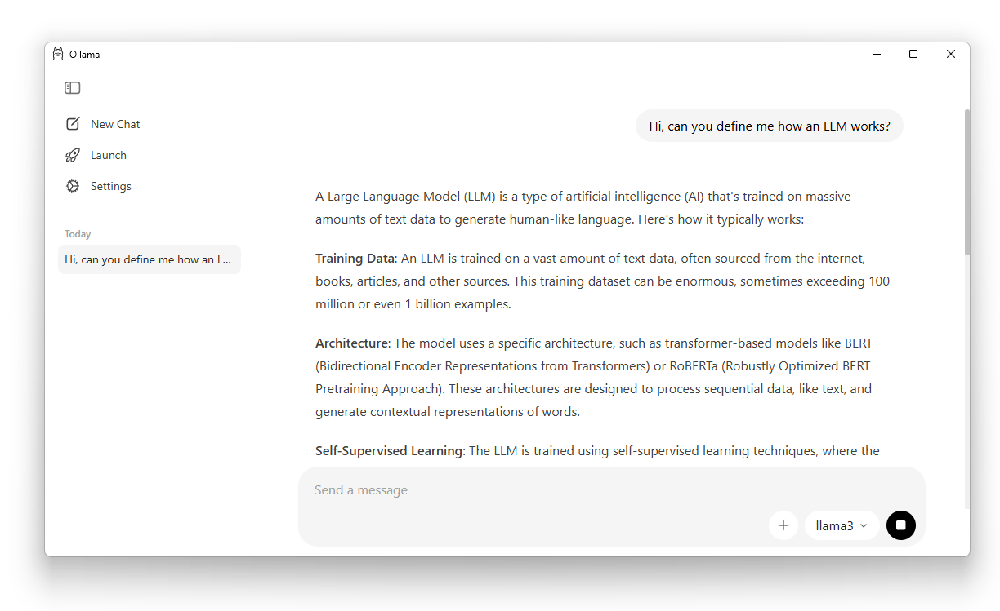 Ollama
New Chat
Launch
Settings
Today
Hi, can you define me how an L...
Hi, can you define me how an LLM works?
A Large Language Model (LLM) is a type of artificial intelligence (AI) that's trained on massive
amounts of text data to generate human-like language. Here's how it typically works:
Training Data: An LLM is trained on a vast amount of text data, often sourced from the internet,
books, articles, and other sources. This training dataset can be enormous, sometimes exceeding 100
million or even 1 billion examples.
Architecture: The model uses a specific architecture, such as transformer-based models like BERT
(Bidirectional Encoder Representations from Transformers) or RoBERTa (Robustly Optimized BERT
Pretraining Approach). These architectures are designed to process sequential data, like text, and
generate contextual representations of words.
Self-Supervised Learning: The LLM is trained using self-supervised learning techniques, where the
Send a message
llama3